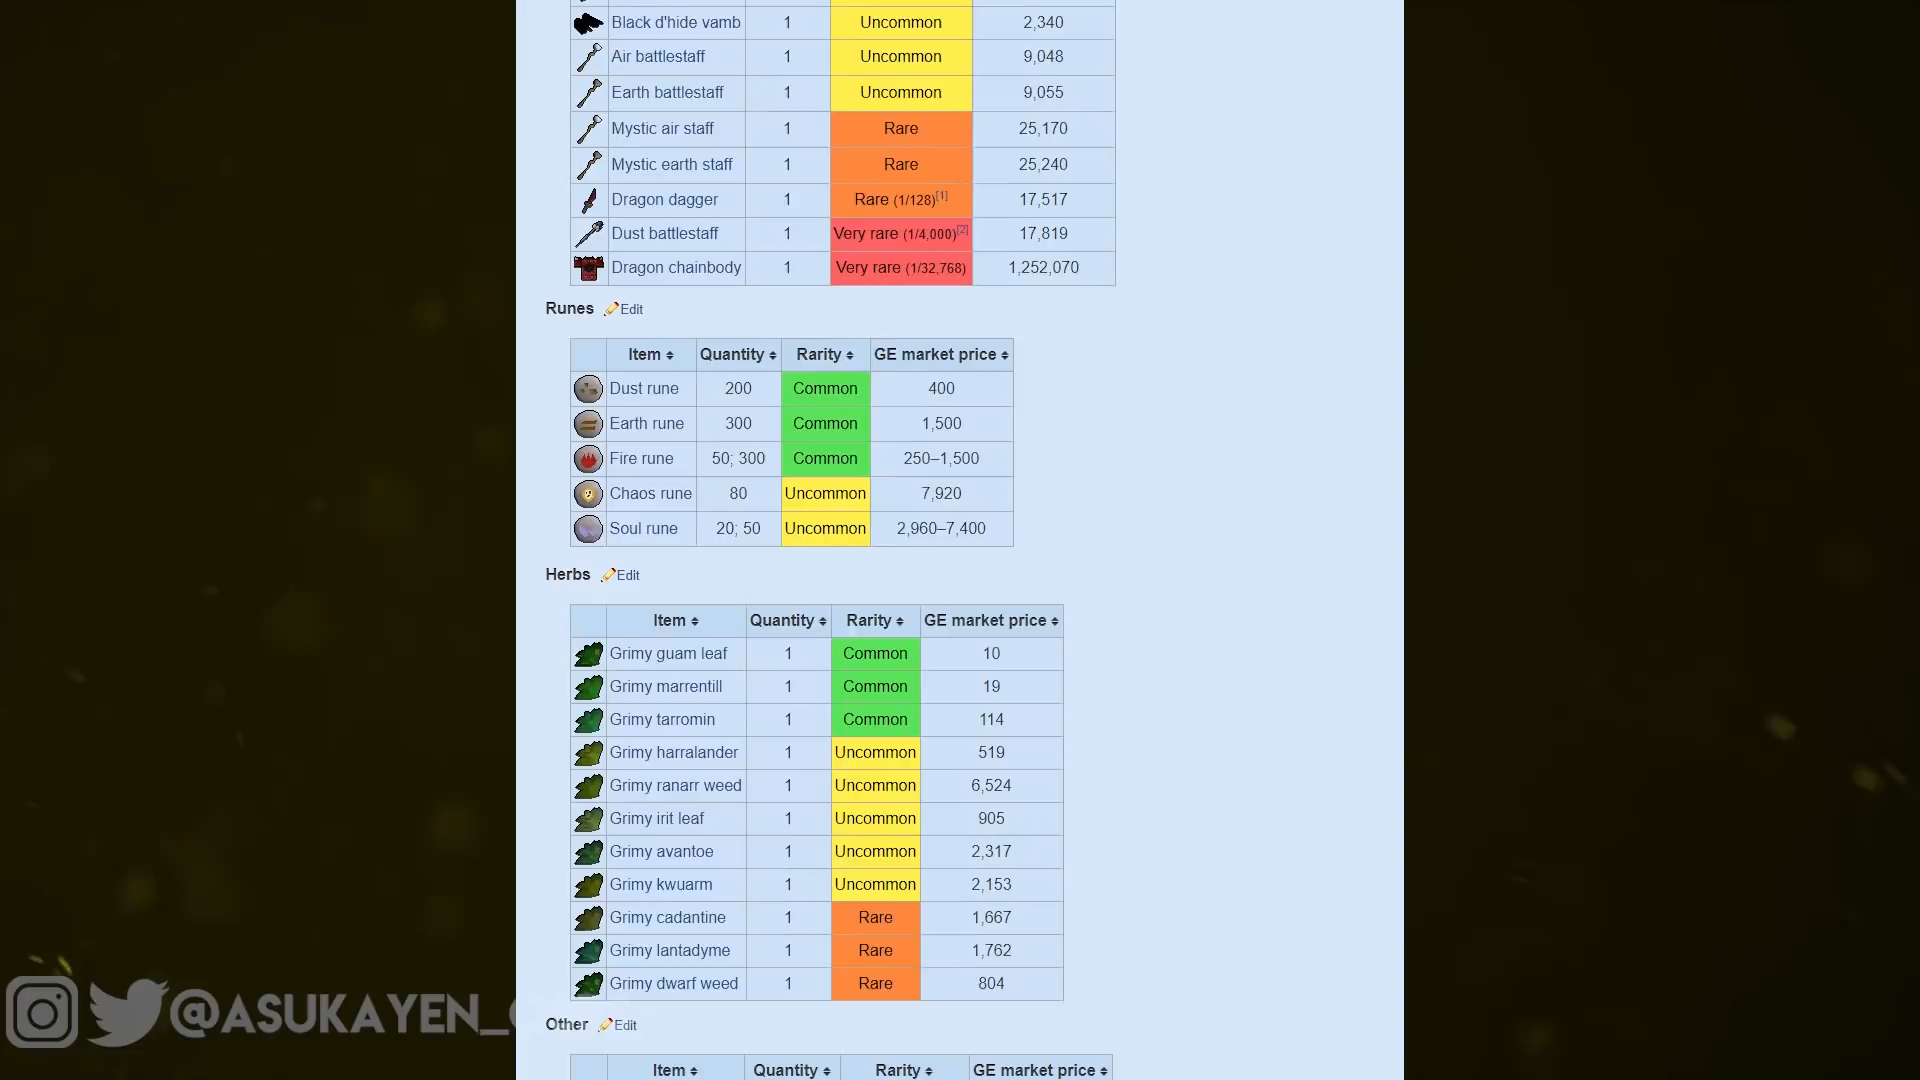 Black d'hide vamb 1 Uncommon 2,340
Air battlestaff 1 Uncommon 9,048
Earth battlestaff 1 Uncommon 9,055
Mystic air staff 1 Rare 25,170
Mystic earth staff 1 Rare 25,240
Dragon dagger 1 Rare (1/128)[1] 17,517
Dust battlestaff 1 Very rare (1/4,000)[2] 17,819
Dragon chainbody 1 Very rare (1/32,768) 1,252,070
Runes Edit
Item Quantity Rarity GE market price
Dust rune 200 Common 400
Earth rune 300 Common 1,500
Fire rune 50; 300 Common 250–1,500
Chaos rune 80 Uncommon 7,920
Soul rune 20; 50 Uncommon 2,960–7,400
Herbs Edit
Item Quantity Rarity GE market price
Grimy guam leaf 1 Common 10
Grimy marrentill 1 Common 19
Grimy tarromin 1 Common 114
Grimy harralander 1 Uncommon 519
Grimy ranarr weed 1 Uncommon 6,524
Grimy irit leaf 1 Uncommon 905
Grimy avantoe 1 Uncommon 2,317
Grimy kwuarm 1 Uncommon 2,153
Grimy cadantine 1 Rare 1,667
Grimy lantadyme 1 Rare 1,762
Grimy dwarf weed 1 Rare 804
Other Edit
Item Quantity Rarity GE market price
@ASUKAYEN_